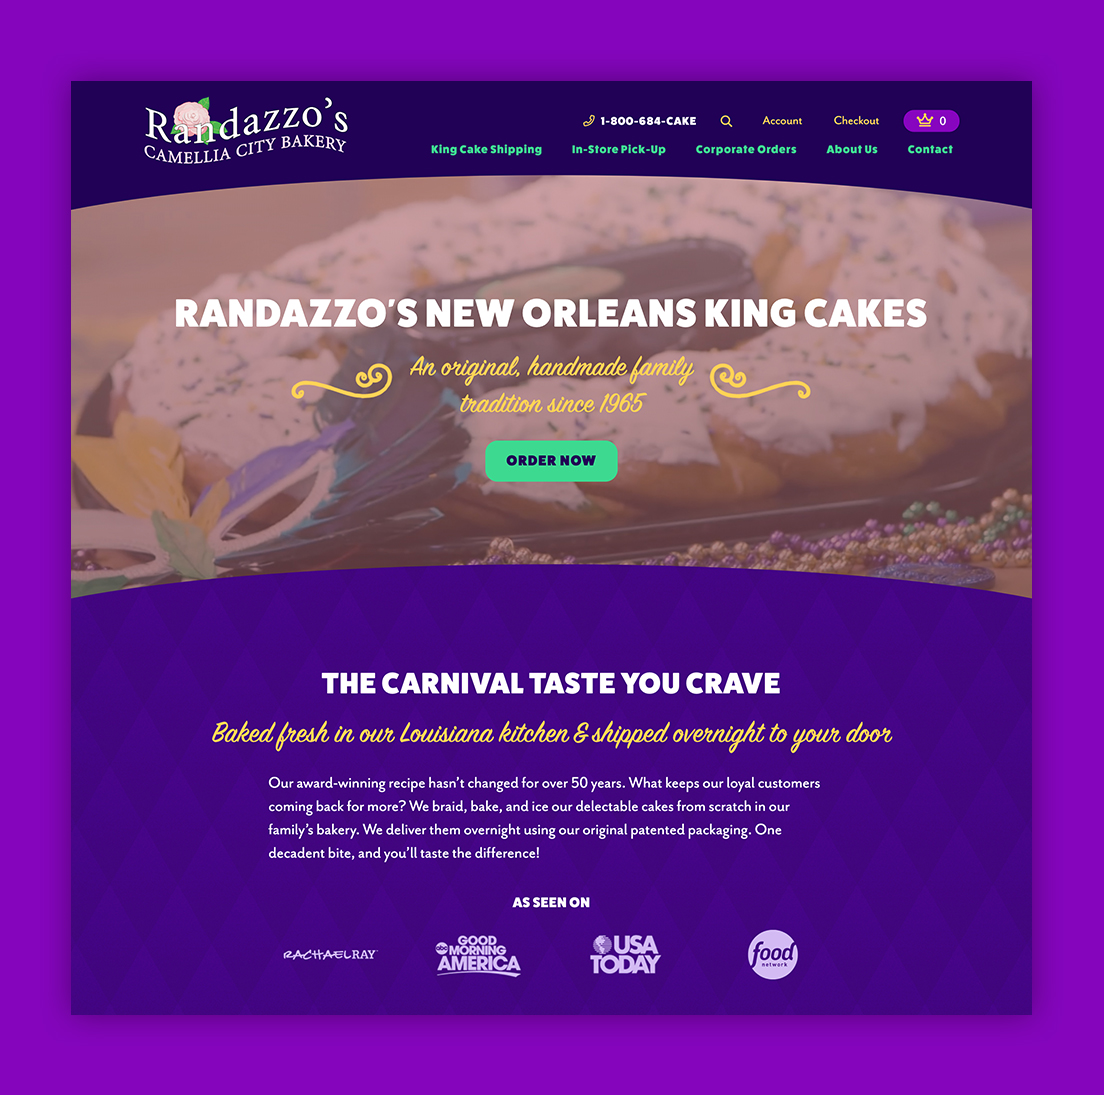 Randazzo's
CAMELLIA CITY BAKERY
1-800-684-CAKE
Account
Checkout
0
King Cake Shipping
In-Store Pick-Up
Corporate Orders
About Us
Contact
RANDAZZO'S NEW ORLEANS KING CAKES
An original, handmade family
tradition since 1965
ORDER NOW
THE CARNIVAL TASTE YOU CRAVE
Baked fresh in our Louisiana kitchen & shipped overnight to your door
Our award-winning recipe hasn't changed for over 50 years. What keeps our loyal customers
coming back for more? We braid, bake, and ice our delectable cakes from scratch in our
family's bakery. We deliver them overnight using our original patented packaging. One
decadent bite, and you'll taste the difference!
AS SEEN ON
RACHAELRAY
abc
GOOD
MORNING
AMERICA
USA
TODAY
food
network